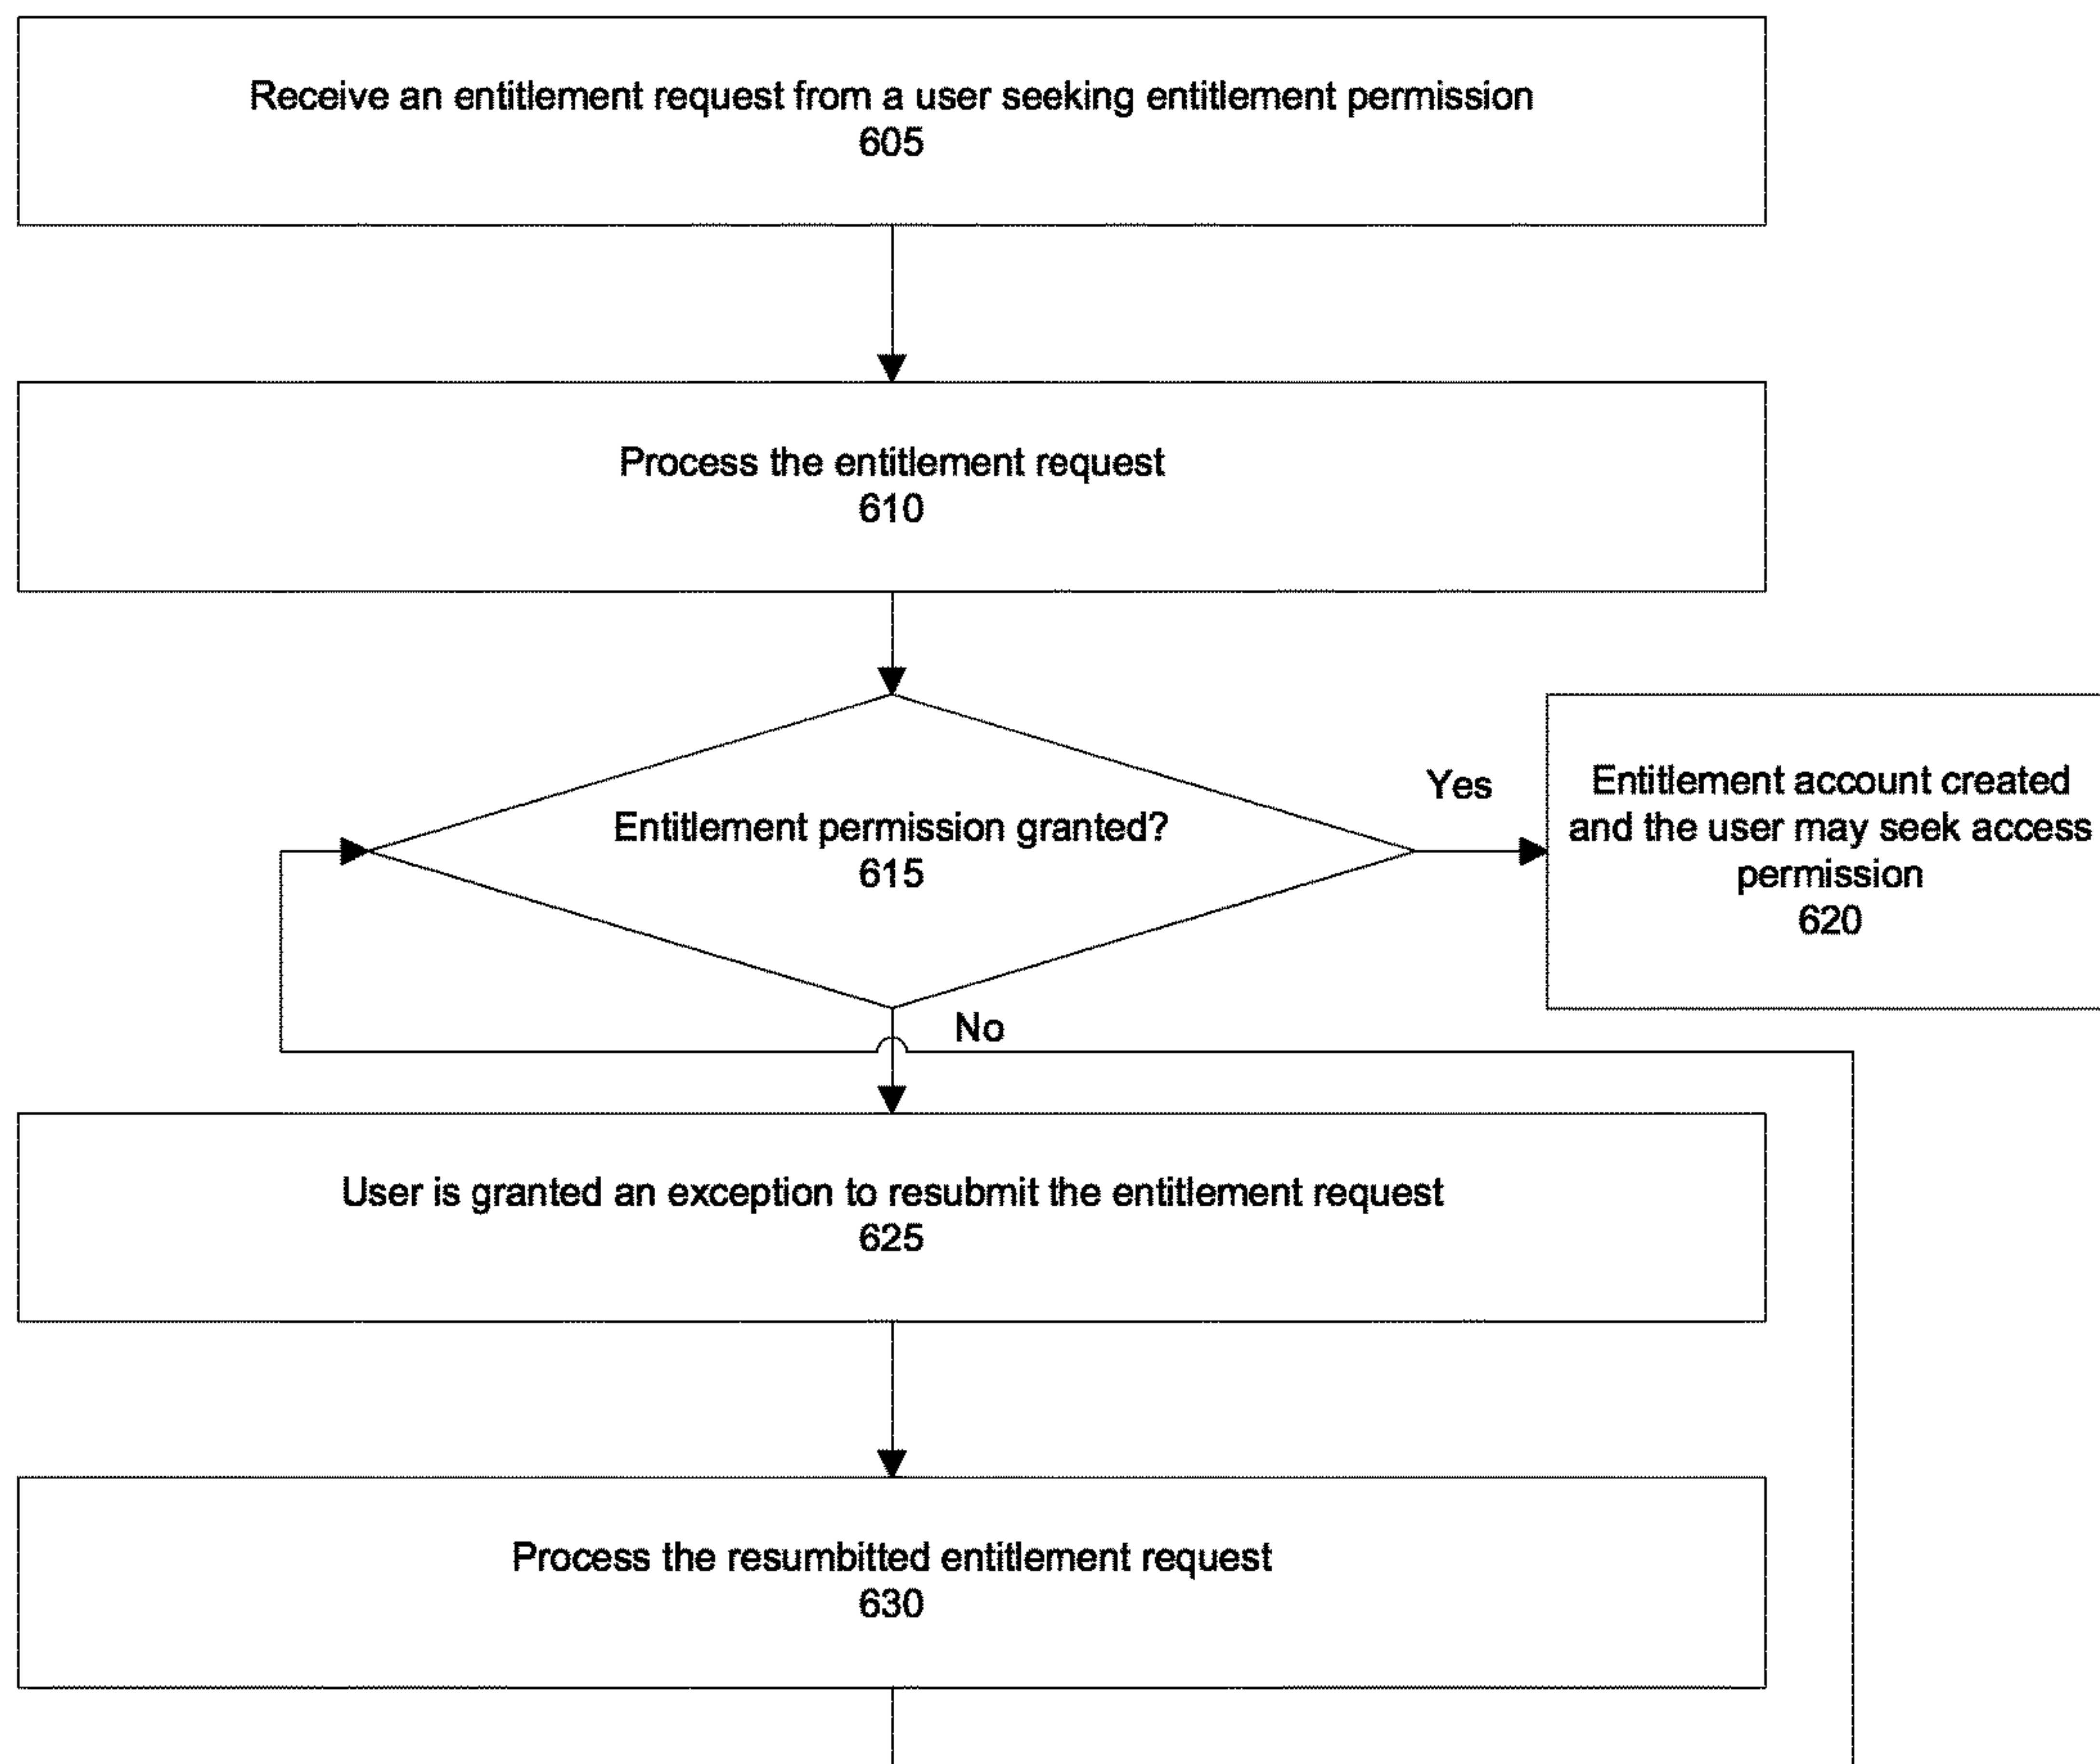 Receive an entitlement request from a user seeking entitlement permission
605
Process the entitlement request
610
Entitlement permission granted?
615
Yes
Entitlement account created
and the user may seek access
permission
620
No
User is granted an exception to resubmit the entitlement request
625
Process the resumbitted entitlement request
630